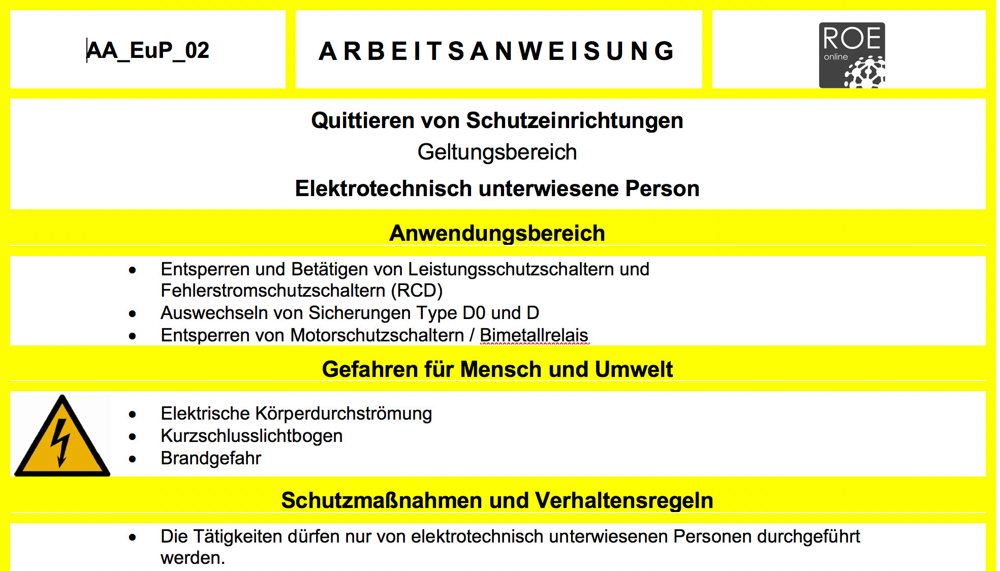 AA_EuP_02
ARBEITSANWEISUNG
ROE
online
Quittieren von Schutzeinrichtungen
Geltungsbereich
Elektrotechnisch unterwiesene Person
Anwendungsbereich
• Entsperren und Betätigen von Leistungsschutzschaltern und
Fehlerstromschutzschaltern (RCD)
• Auswechseln von Sicherungen Type D0 und D
• Entsperren von Motorschutzschaltern / Bimetallrelais
Gefahren für Mensch und Umwelt
• Elektrische Körperdurchströmung
• Kurzschlusslichtbogen
• Brandgefahr
Schutzmaßnahmen und Verhaltensregeln
• Die Tätigkeiten dürfen nur von elektrotechnisch unterwiesenen Personen durchgeführt
werden.